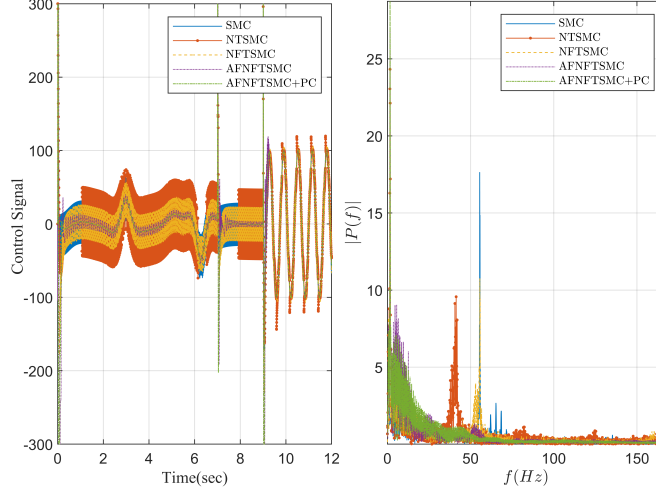 300
200
100
0
-100
-200
-300
0
2
4
6
8
10
12
Control Signal
Time(sec)
SMC
NTSMC
NFTSMC
AFNFTSMC
AFNFTSMC+PC
25
20
15
10
5
0
50
100
150
|P(f)|
f(Hz)
SMC
NTSMC
NFTSMC
AFNFTSMC
AFNFTSMC+PC